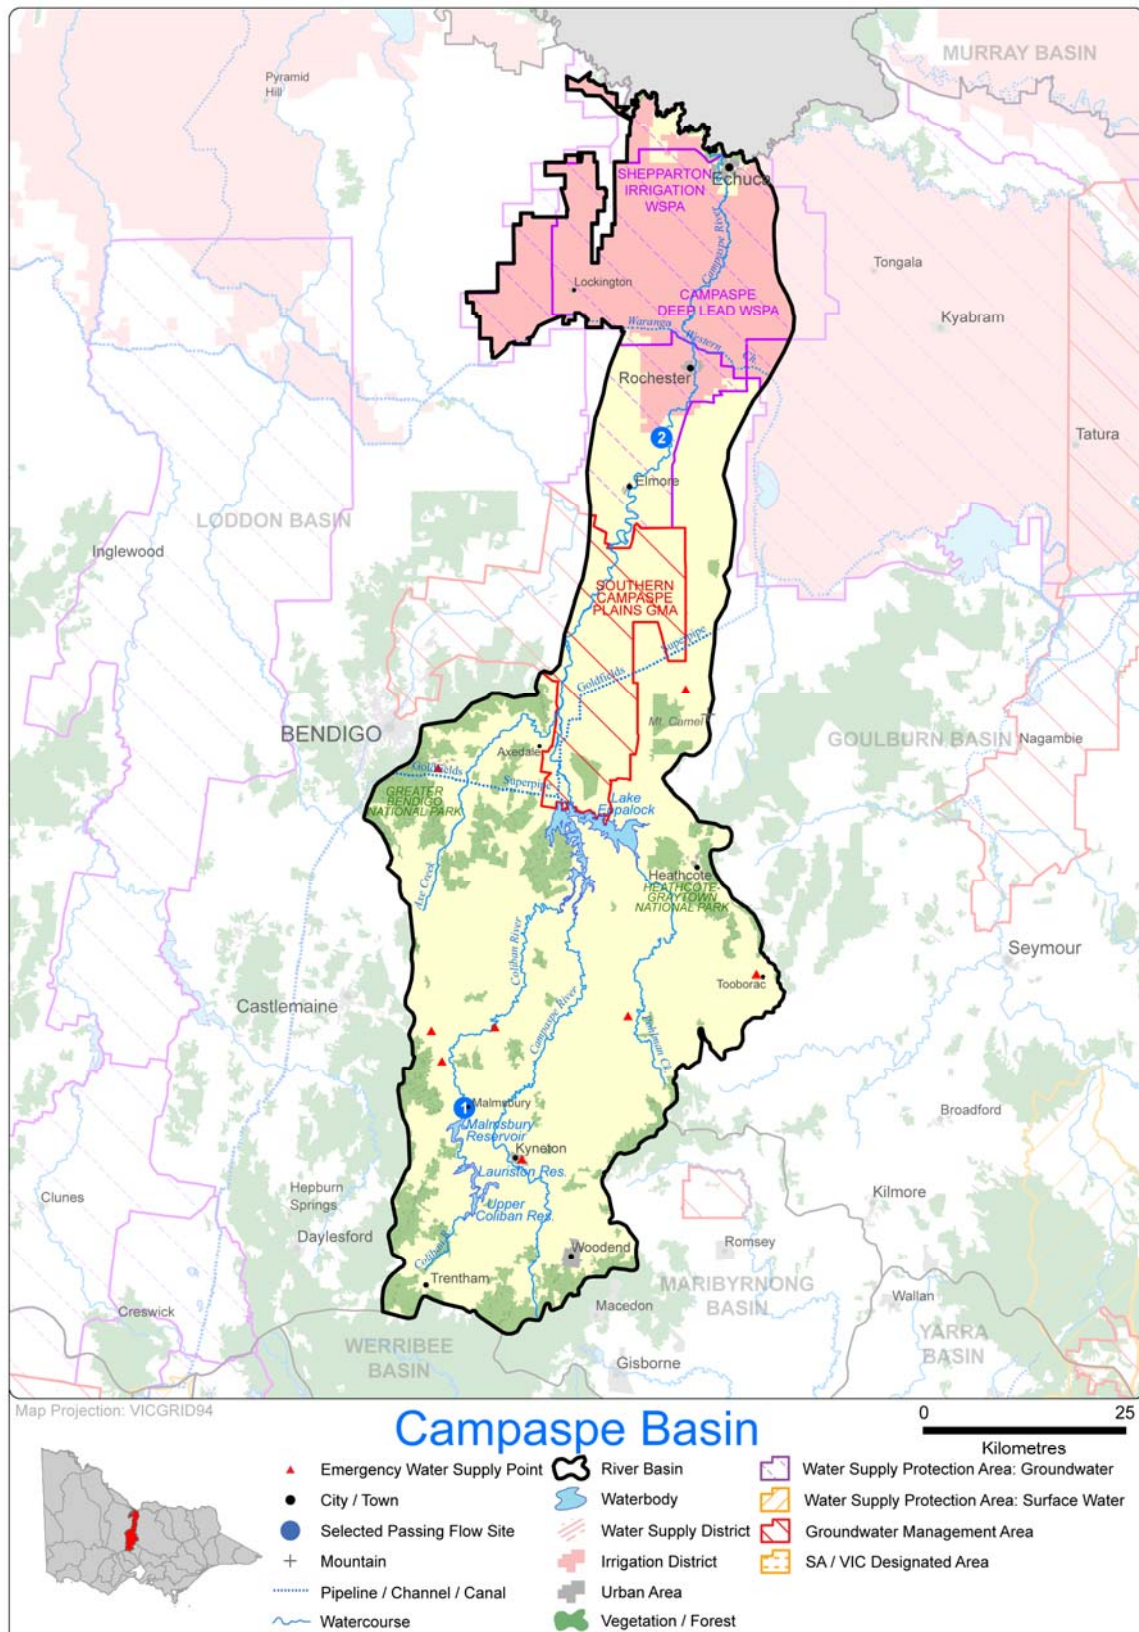 MURRAY BASIN
Pyramid
Hill
Echuca
SHEPPARTON
IRRIGATION
WSPA
Campaspe River
Tongala
Lockington
CAMPASPE
DEEP LEAD WSPA
Kyabram
Waranga
Western
Ch.
Rochester
2
Tatura
Elmore
LODDON BASIN
Inglewood
SOUTHERN
CAMPASPE
PLAINS GMA
Superpipe
Goldfields
Mt. Camel
BENDIGO
GOULBURN BASIN
Nagambie
Axedale
Goldfields
Superpipe
GREATER
BENDIGO
NATIONAL PARK
Lake
Eppalock
Axe Creek
Heathcote
HEATHCOTE-
GRAYTOWN
NATIONAL PARK
Coliban River
Seymour
Tooborac
Castlemaine
Campaspe River
1
Malmsbury
Malmsbury
Reservoir
Broadford
Kyneton
Lauriston Res.
Clunes
Hepburn
Springs
Upper
Coliban Res.
Kilmore
Daylesford
Coliban R.
Woodend
Romsey
Trentham
MARIBYRNONG
BASIN
Creswick
Macedon
Wallan
WERRIBEE
BASIN
YARRA
BASIN
Gisborne
Map Projection: VICGRID94
Campaspe Basin
0 25
Kilometres
Emergency Water Supply Point
City / Town
Selected Passing Flow Site
Mountain
Pipeline / Channel / Canal
Watercourse
River Basin
Waterbody
Water Supply District
Irrigation District
Urban Area
Vegetation / Forest
Water Supply Protection Area: Groundwater
Water Supply Protection Area: Surface Water
Groundwater Management Area
SA / VIC Designated Area